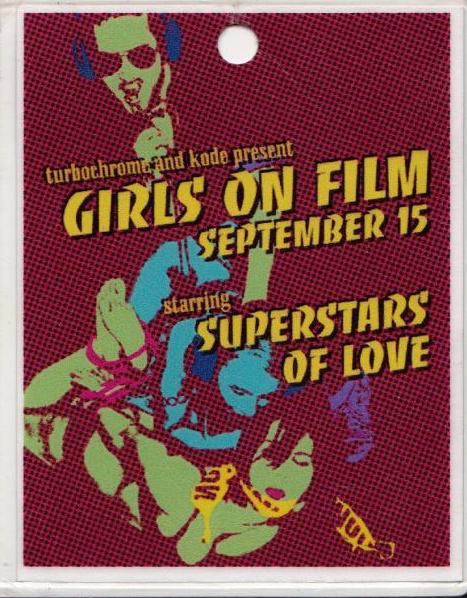 turbochrome and kode present
GIRLS ON FILM
SEPTEMBER 15
starring
SUPERSTARS
OF LOVE